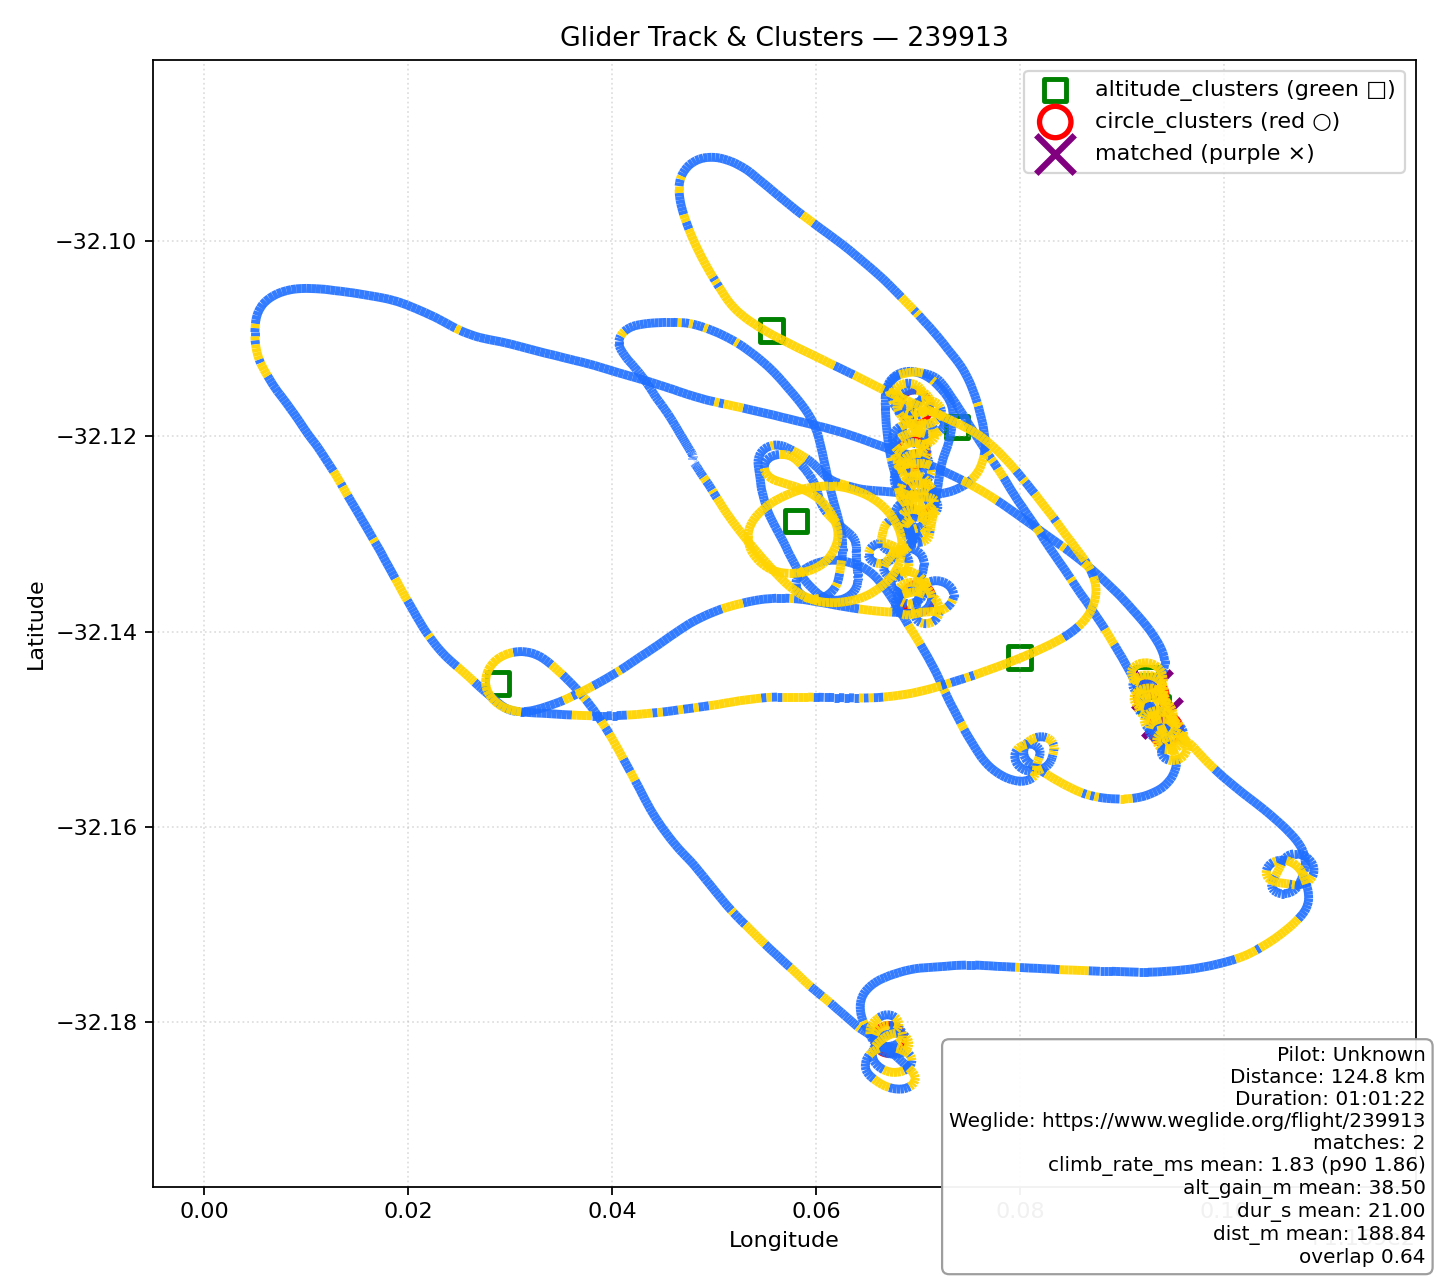 Glider Track & Clusters — 239913
altitude_clusters (green □)
circle_clusters (red ○)
matched (purple ×)
Latitude
−32.10
−32.12
−32.14
−32.16
−32.18
0.00
0.02
0.04
0.06
0.08
Longitude
Pilot: Unknown
Distance: 124.8 km
Duration: 01:01:22
Weglide: https://www.weglide.org/flight/239913
matches: 2
climb_rate_ms mean: 1.83 (p90 1.86)
alt_gain_m mean: 38.50
dur_s mean: 21.00
dist_m mean: 188.84
overlap 0.64